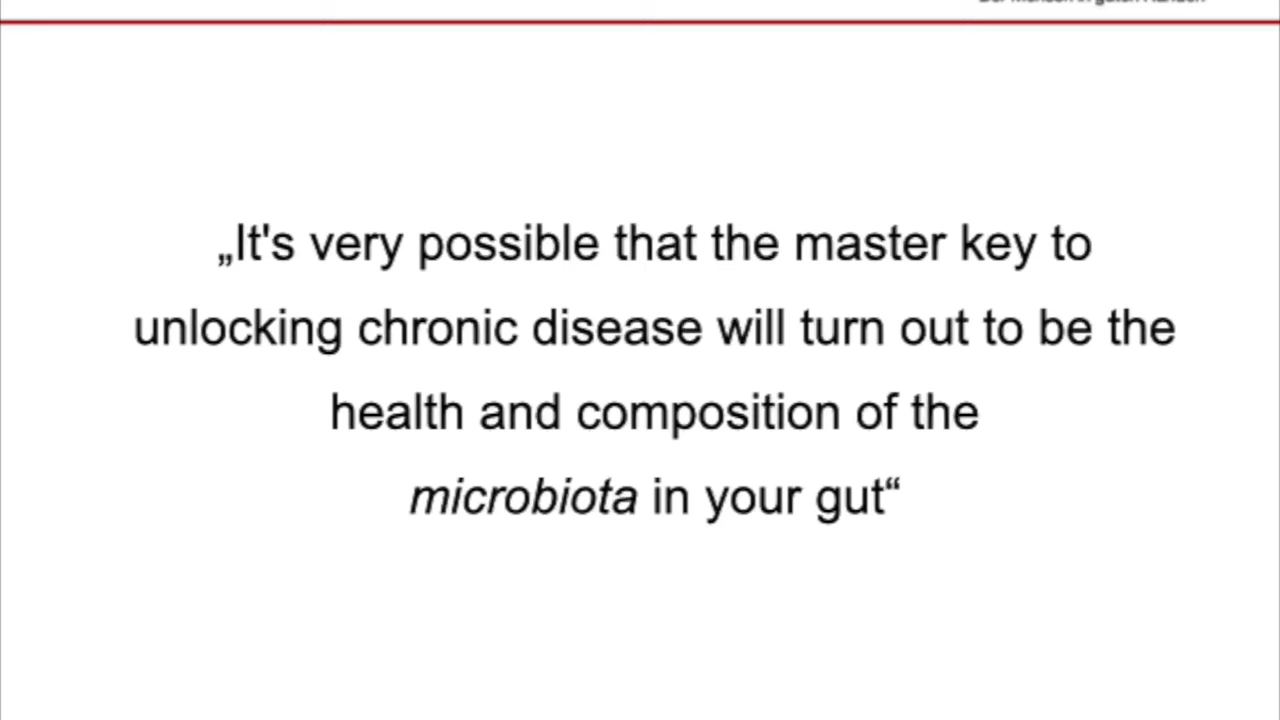 „It's very possible that the master key to
unlocking chronic disease will turn out to be the
health and composition of the
microbiota in your gut“